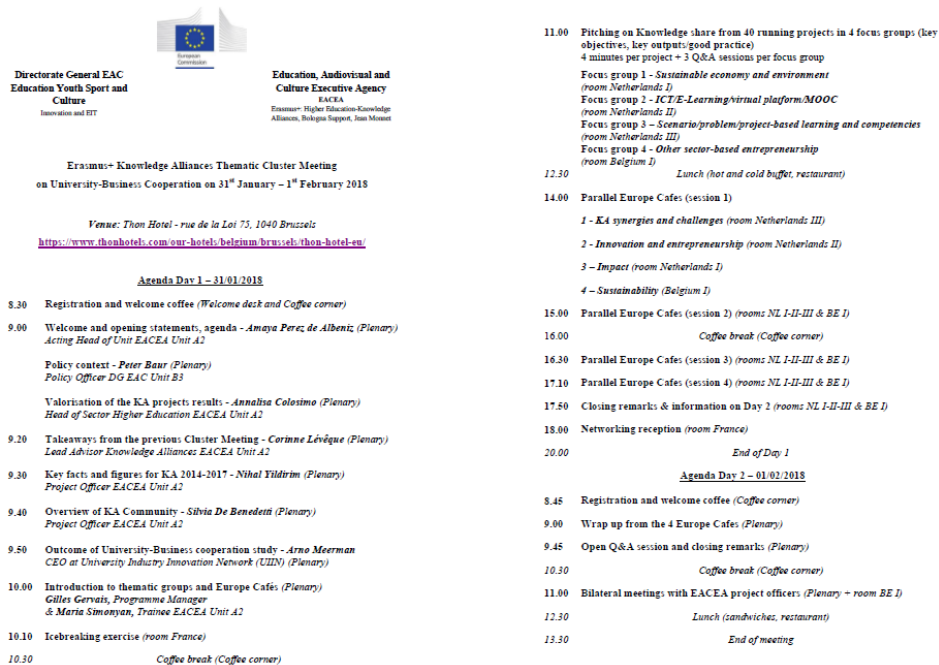 European
Commission
Directorate General EAC
Education Youth Sport and
Culture
Innovation and EIT
Education, Audiovisual and
Culture Executive Agency
EACEA
Erasmus+: Higher Education-Knowledge
Alliances, Bologna Support, Jean Monnet
Erasmus+ Knowledge Alliances Thematic Cluster Meeting
on University-Business Cooperation on 31st January – 1st February 2018
Venue: Thon Hotel - rue de la Loi 75, 1040 Brussels
https://www.thonhotels.com/our-hotels/belgium/brussels/thon-hotel-eu/
Agenda Day 1 – 31/01/2018
8.30 Registration and welcome coffee (Welcome desk and Coffee corner)
9.00 Welcome and opening statements, agenda - Amaya Perez de Albeniz (Plenary)
Acting Head of Unit EACEA Unit A2
Policy context - Peter Baur (Plenary)
Policy Officer DG EAC Unit B3
Valorisation of the KA projects results - Annalisa Colosimo (Plenary)
Head of Sector Higher Education EACEA Unit A2
9.20 Takeaways from the previous Cluster Meeting - Corinne Lévêque (Plenary)
Lead Advisor Knowledge Alliances EACEA Unit A2
9.30 Key facts and figures for KA 2014-2017 - Nihal Yildirim (Plenary)
Project Officer EACEA Unit A2
9.40 Overview of KA Community - Silvia De Benedetti (Plenary)
Project Officer EACEA Unit A2
9.50 Outcome of University-Business cooperation study - Arno Meerman
CEO at University Industry Innovation Network (UIIN) (Plenary)
10.00 Introduction to thematic groups and Europe Cafés (Plenary)
Gilles Gervais, Programme Manager
& Maria Simonyan, Trainee EACEA Unit A2
10.10 Icebreaking exercise (room France)
10.30 Coffee break (Coffee corner)
11.00 Pitching on Knowledge share from 40 running projects in 4 focus groups (key
objectives, key outputs/good practice)
4 minutes per project + 3 Q&A sessions per focus group
Focus group 1 - Sustainable economy and environment
(room Netherlands I)
Focus group 2 - ICT/E-Learning/virtual platform/MOOC
(room Netherlands II)
Focus group 3 – Scenario/problem/project-based learning and competencies
(room Netherlands III)
Focus group 4 - Other sector-based entrepreneurship
(room Belgium I)
12.30 Lunch (hot and cold buffet, restaurant)
14.00 Parallel Europe Cafes (session 1)
1 - KA synergies and challenges (room Netherlands III)
2 - Innovation and entrepreneurship (room Netherlands II)
3 – Impact (room Netherlands I)
4 – Sustainability (Belgium I)
15.00 Parallel Europe Cafes (session 2) (rooms NL I-II-III & BE I)
16.00 Coffee break (Coffee corner)
16.30 Parallel Europe Cafes (session 3) (rooms NL I-II-III & BE I)
17.10 Parallel Europe Cafes (session 4) (rooms NL I-II-III & BE I)
17.50 Closing remarks & information on Day 2 (rooms NL I-II-III & BE I)
18.00 Networking reception (room France)
20.00 End of Day 1
Agenda Day 2 – 01/02/2018
8.45 Registration and welcome coffee (Coffee corner)
9.00 Wrap up from the 4 Europe Cafes (Plenary)
9.45 Open Q&A session and closing remarks (Plenary)
10.30 Coffee break (Coffee corner)
11.00 Bilateral meetings with EACEA project officers (Plenary + room BE I)
12.30 Lunch (sandwiches, restaurant)
13.30 End of meeting